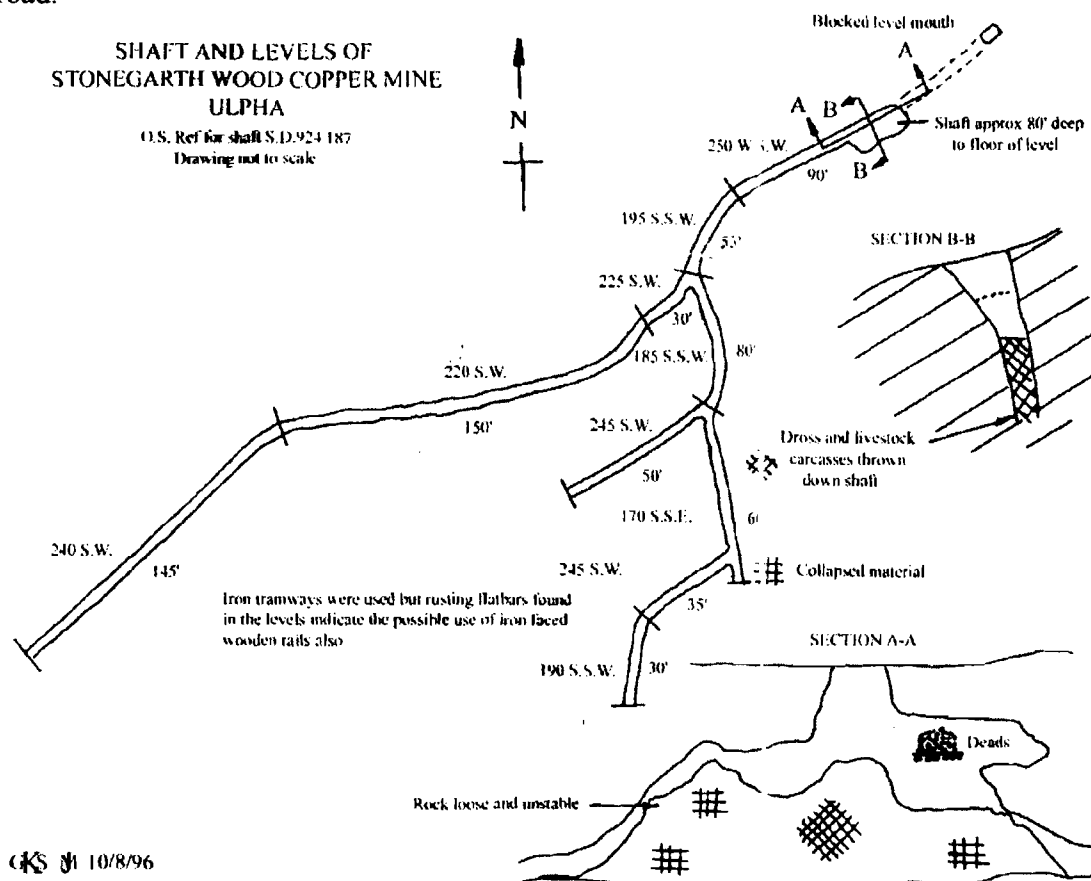 road.
SHAFT AND LEVELS OF
STONEGARTH WOOD COPPER MINE
ULPHA
O.S. Ref for shaft S.D.924 187
Drawing not to scale
N
Blocked level mouth
A
A
B
B
Shaft approx 80' deep
to floor of level
250 W.S.W.
90'
195 S.S.W.
53'
SECTION B-B
225 S.W.
30'
185 S.S.W.
80'
220 S.W.
150'
245 S.W.
50'
Dross and livestock
carcasses thrown
down shaft
170 S.S.E.
240 S.W.
145'
245 S.W.
35'
Collapsed material
Iron tramways were used but rusting flatbars found
in the levels indicate the possible use of iron faced
wooden rails also
190 S.S.W.
30'
SECTION A-A
Deads
Rock loose and unstable
10/8/96